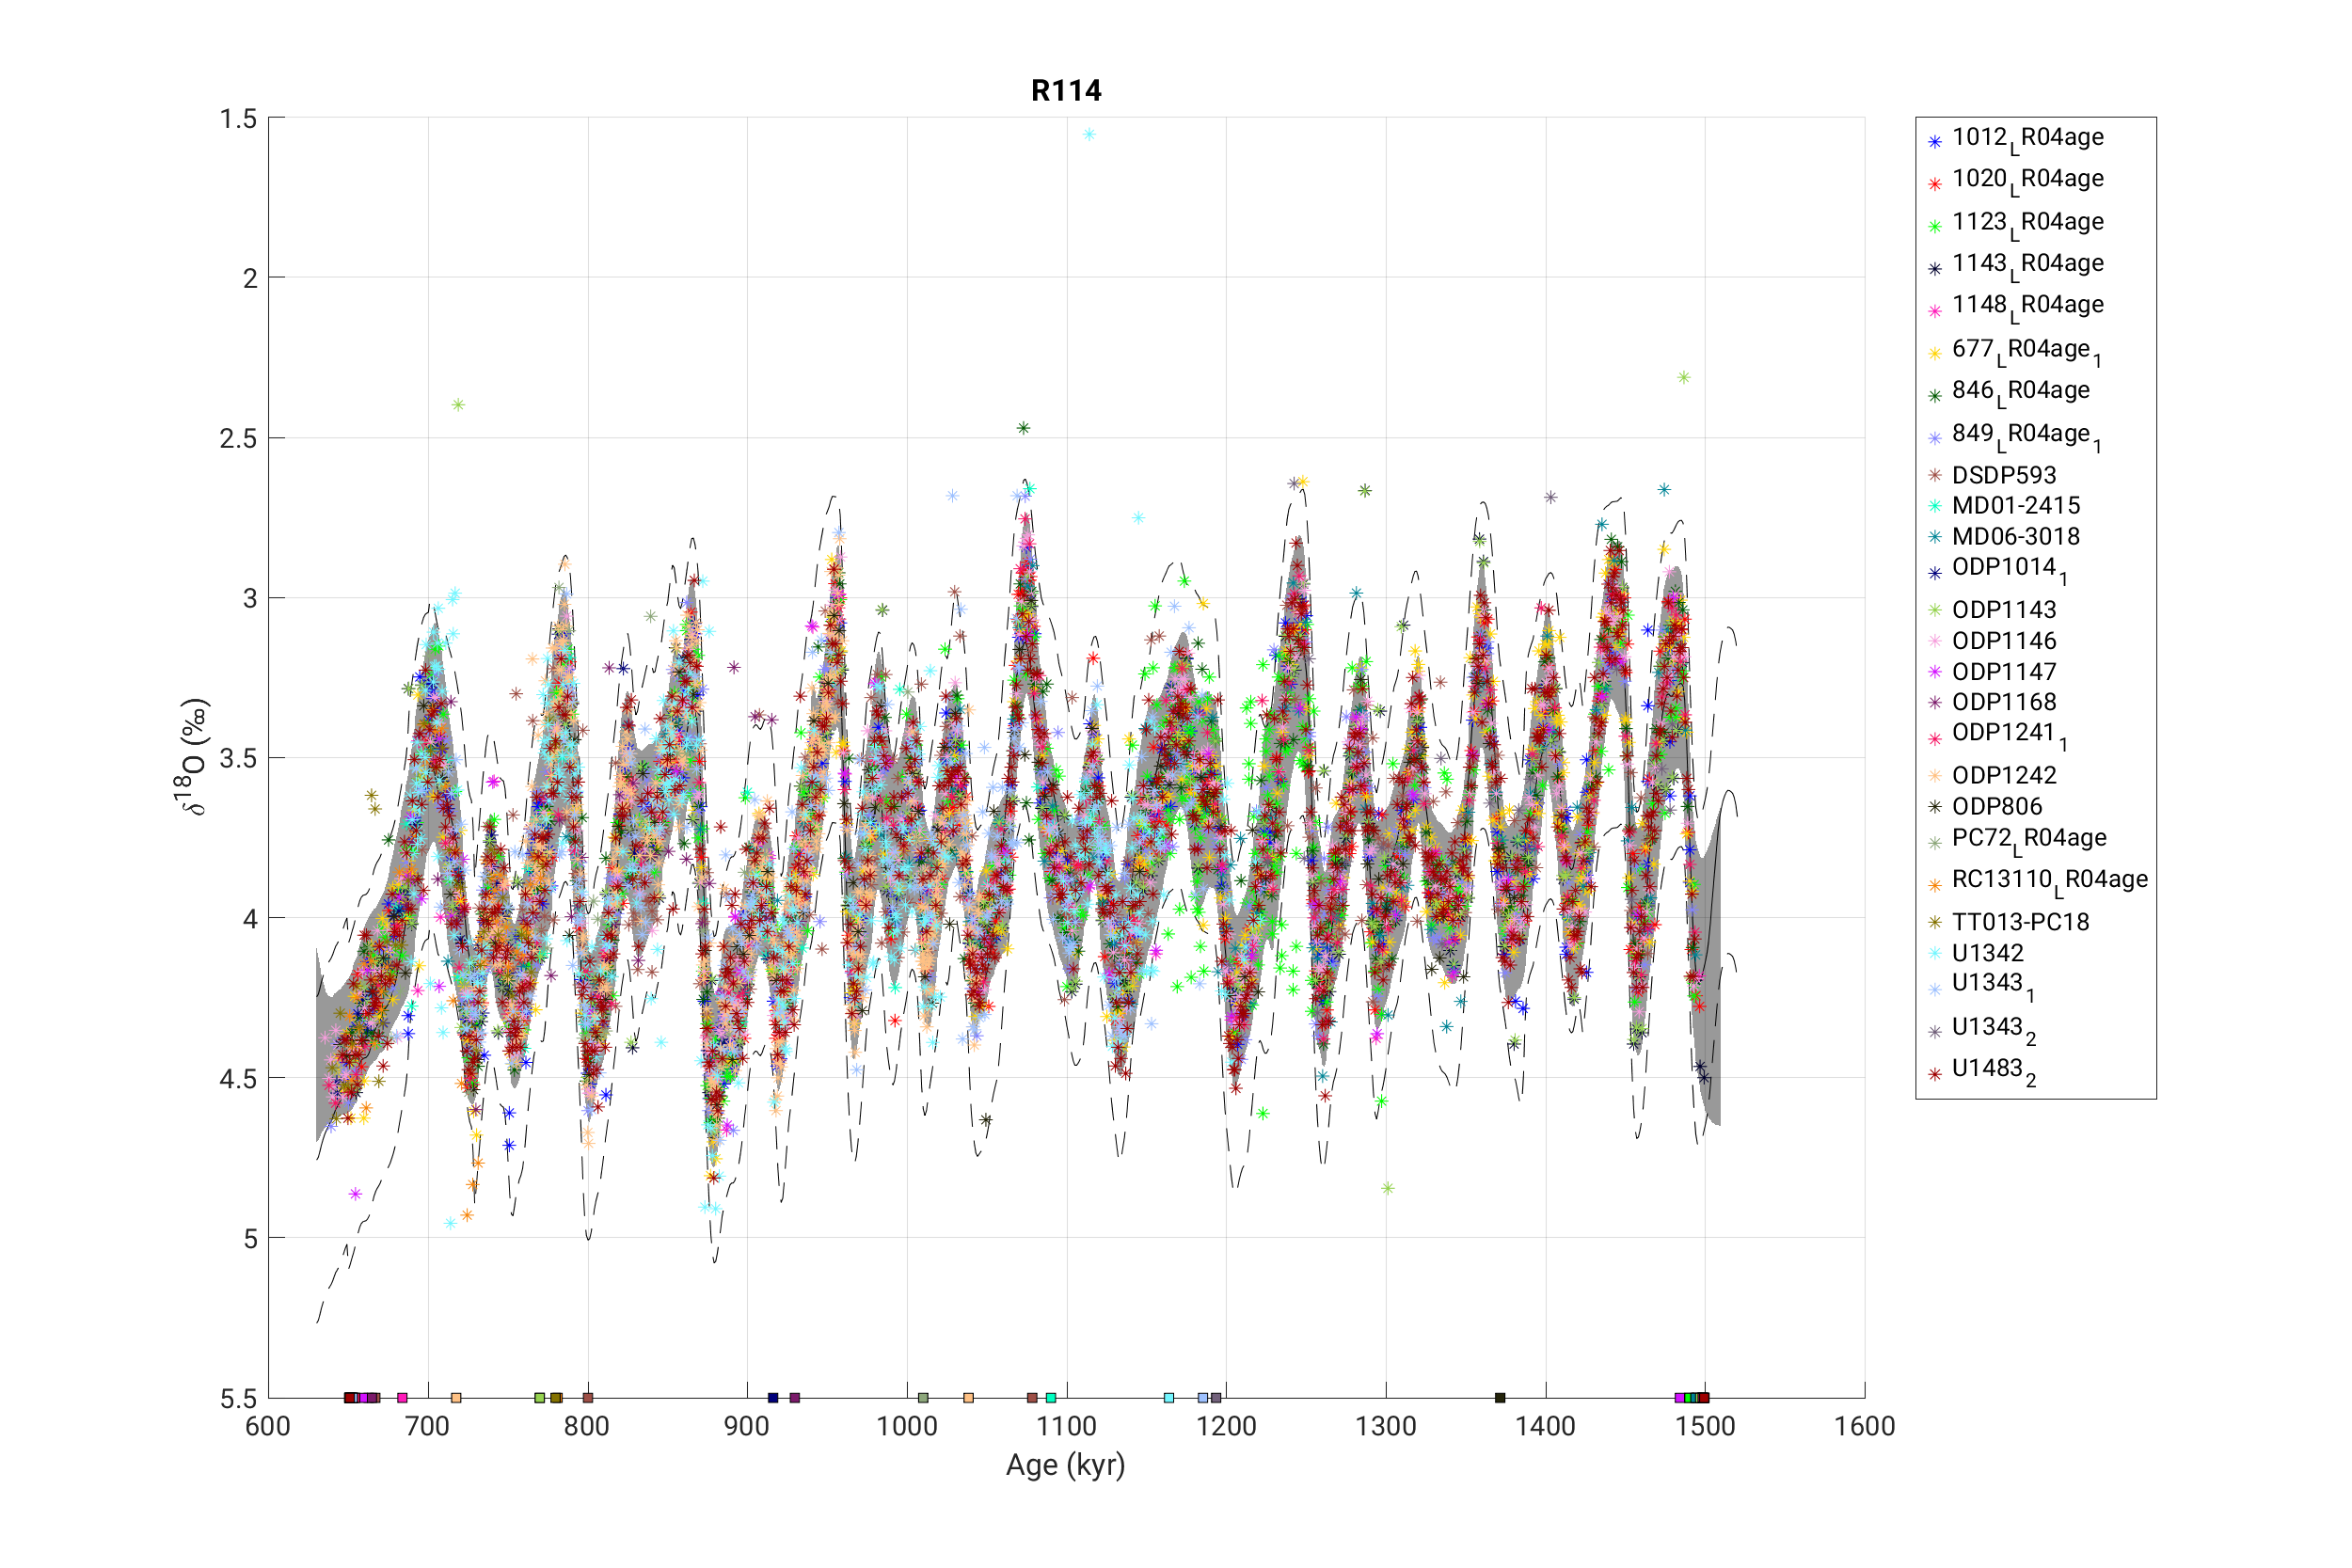 R114
1.5
2
2.5
3
3.5
4
4.5
5
5.5
δ18O (‰)
600 700 800 900 1000 1100 1200 1300 1400 1500 1600
Age (kyr)
1012LR04age
1020LR04age
1123LR04age
1143LR04age
1148LR04age
677LR04age1
846LR04age
849LR04age1
DSDP593
MD01-2415
MD06-3018
ODP10141
ODP1143
ODP1146
ODP1147
ODP1168
ODP12411
ODP1242
ODP806
PC72LR04age
RC13110LR04age
TT013-PC18
U1342
U13431
U13432
U14832